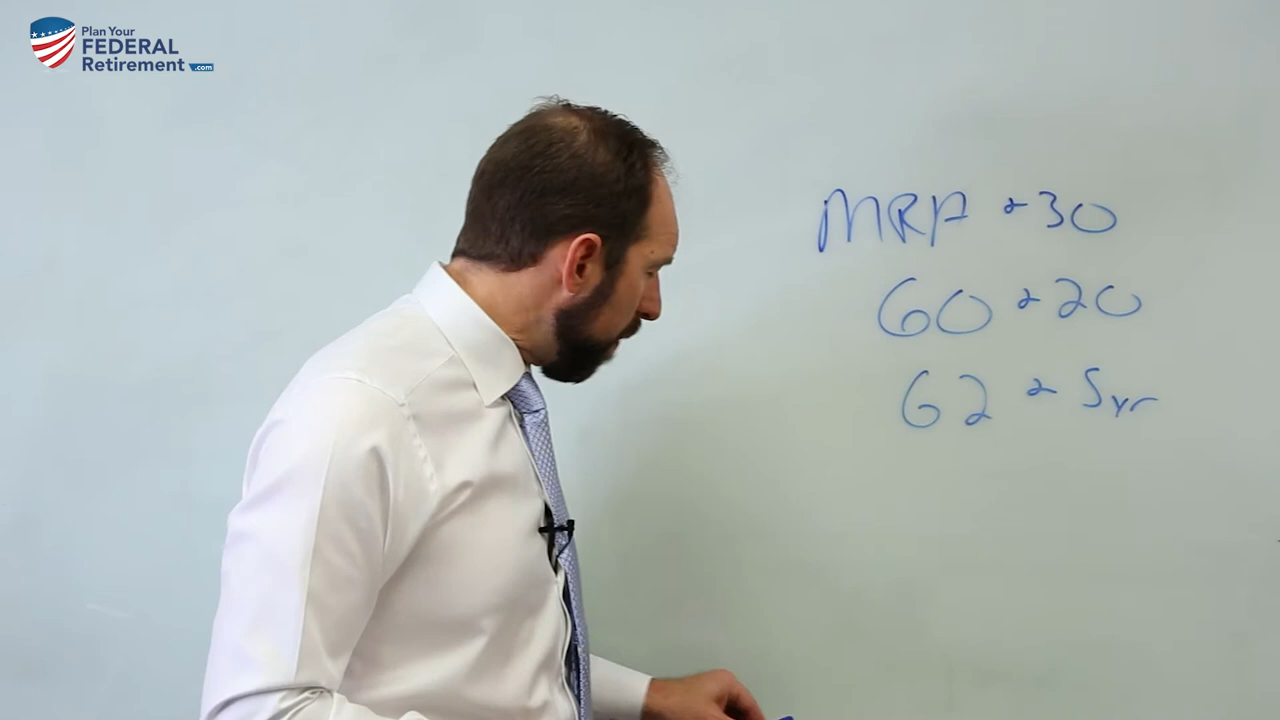 Plan Your
FEDERAL
Retirement .com
MRA + 30
60 + 20
62 + 5yr